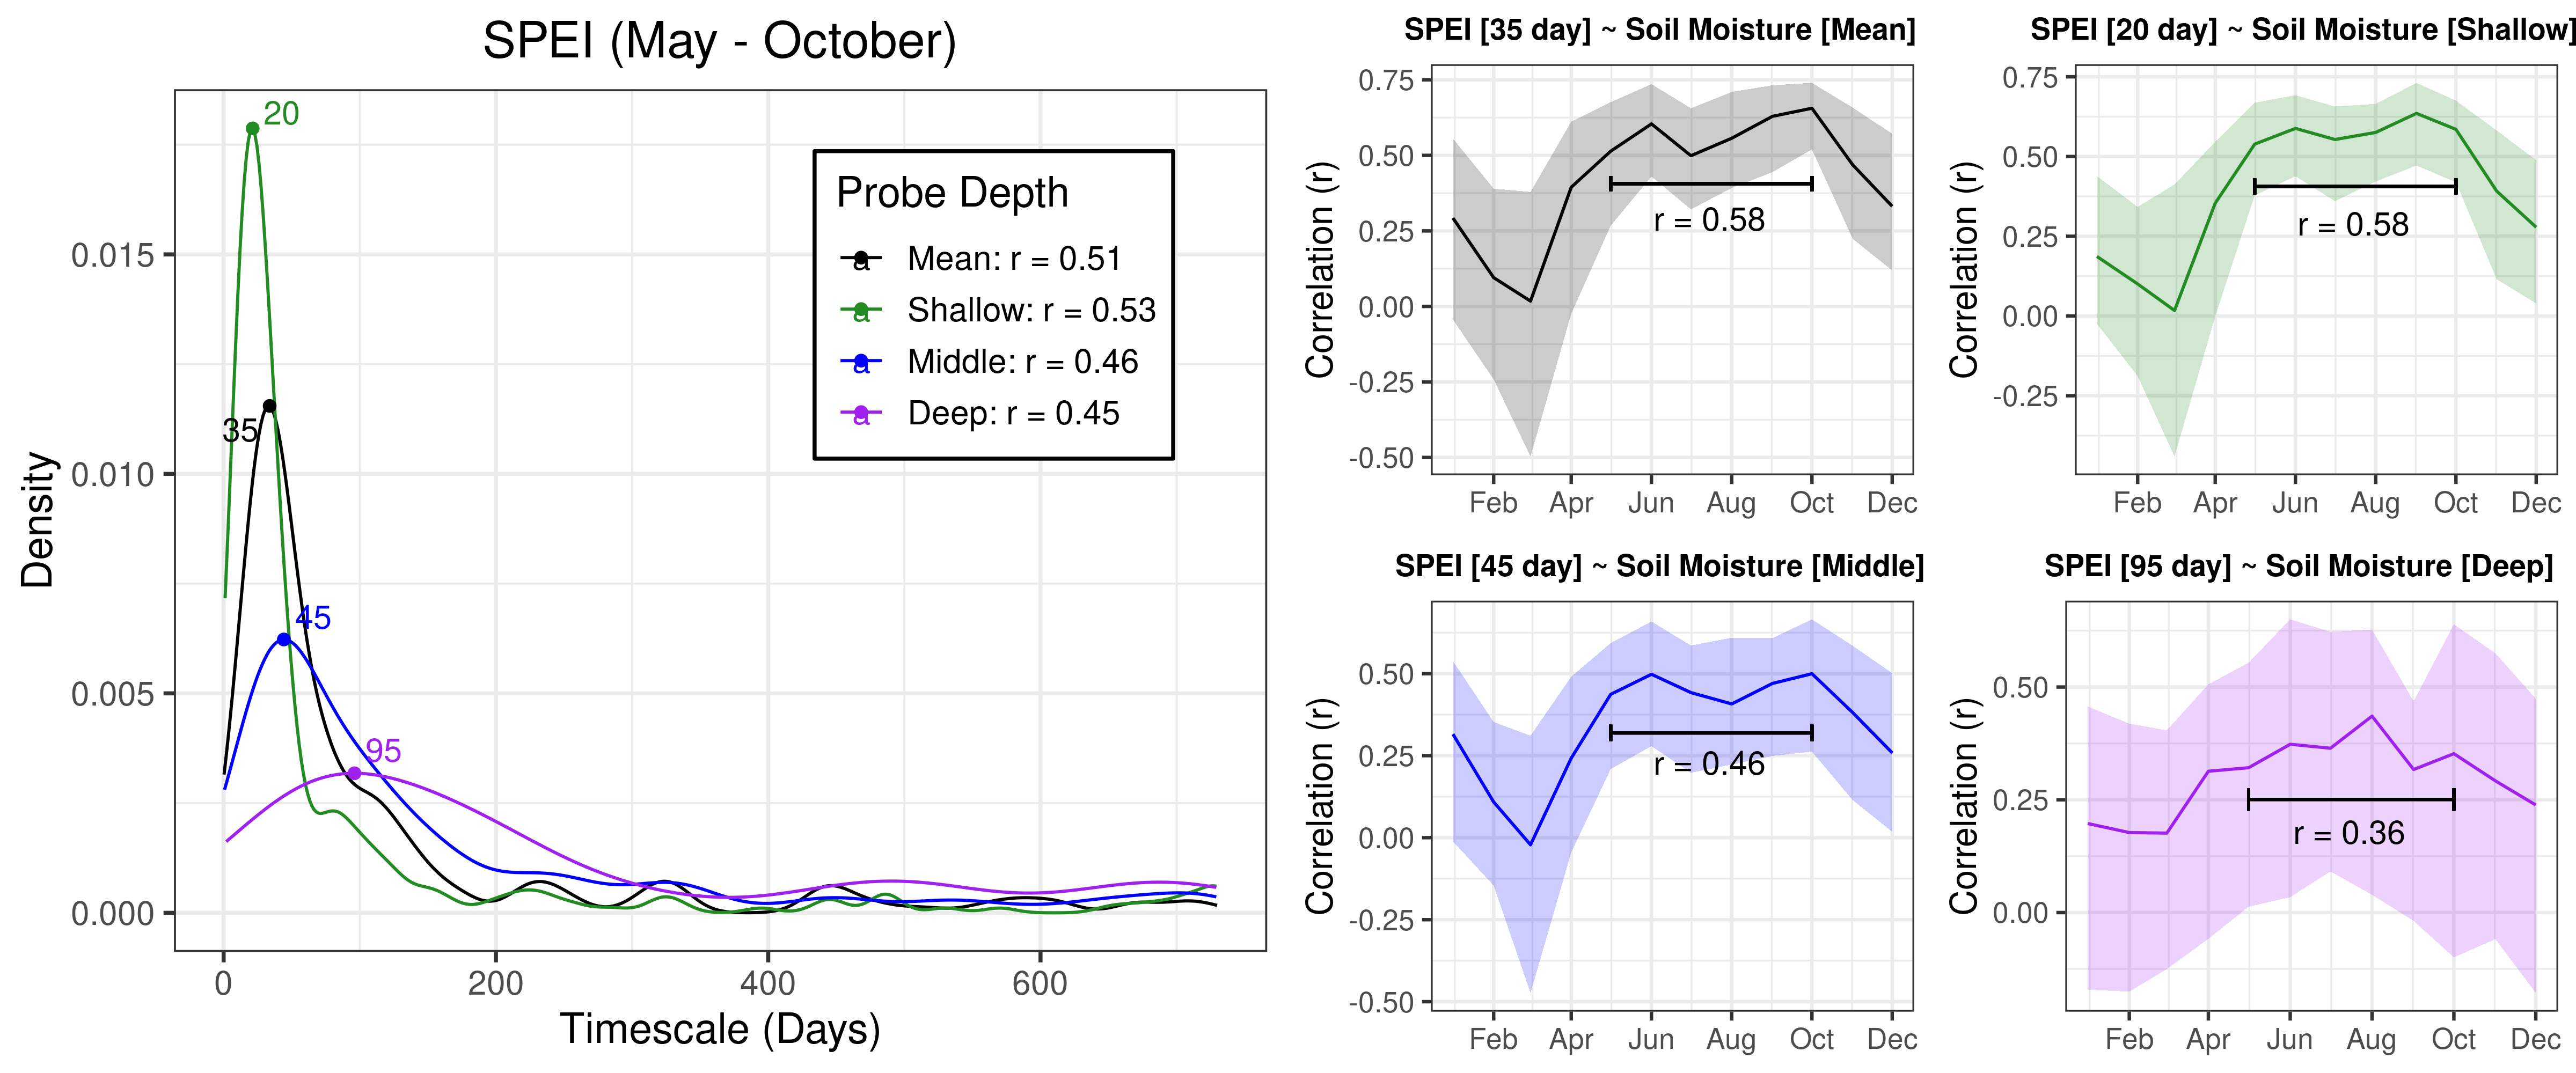 SPEI (May - October)
Density
0.015
0.010
0.005
0.000
20
35
45
95
Probe Depth
a Mean: r = 0.51
a Shallow: r = 0.53
a Middle: r = 0.46
a Deep: r = 0.45
0 200 400 600
Timescale (Days)
SPEI [35 day] ~ Soil Moisture [Mean]
Correlation (r)
0.75
0.50
0.25
0.00
-0.25
-0.50
r = 0.58
Feb Apr Jun Aug Oct Dec
SPEI [20 day] ~ Soil Moisture [Shallow]
Correlation (r)
0.75
0.50
0.25
0.00
-0.25
r = 0.58
Feb Apr Jun Aug Oct Dec
SPEI [45 day] ~ Soil Moisture [Middle]
Correlation (r)
0.50
0.25
0.00
-0.25
-0.50
r = 0.46
Feb Apr Jun Aug Oct Dec
SPEI [95 day] ~ Soil Moisture [Deep]
Correlation (r)
0.50
0.25
0.00
r = 0.36
Feb Apr Jun Aug Oct Dec